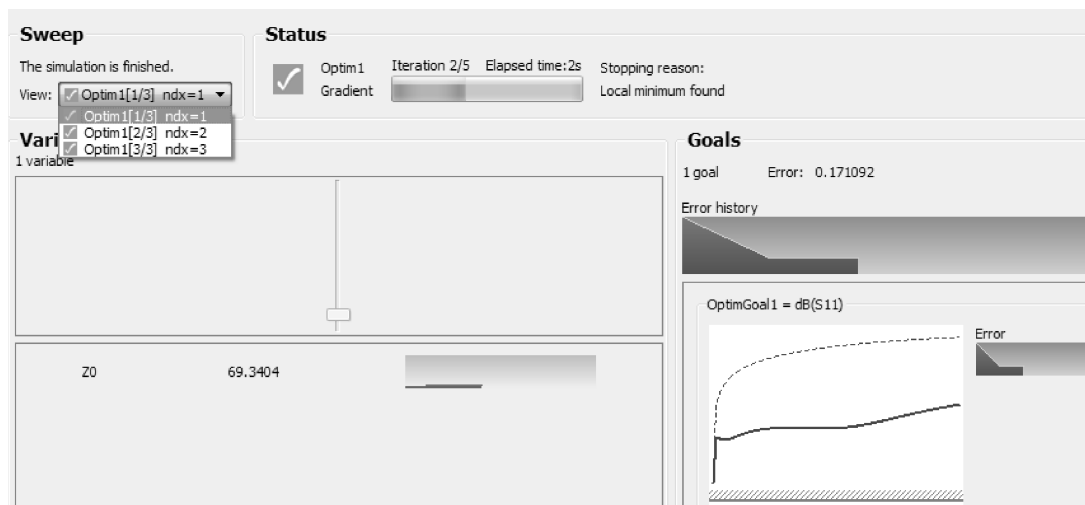 Sweep
The simulation is finished.
View: Optim1[1/3] ndx=1
Optim1[1/3] ndx=1
Optim1[2/3] ndx=2
Optim1[3/3] ndx=3
Status
Optim1 Iteration 2/5 Elapsed time:2s Stopping reason:
Gradient Local minimum found
Vari
1 variable
Z0 69.3404
Goals
1 goal Error: 0.171092
Error history
OptimGoal1 = dB(S11)
Error